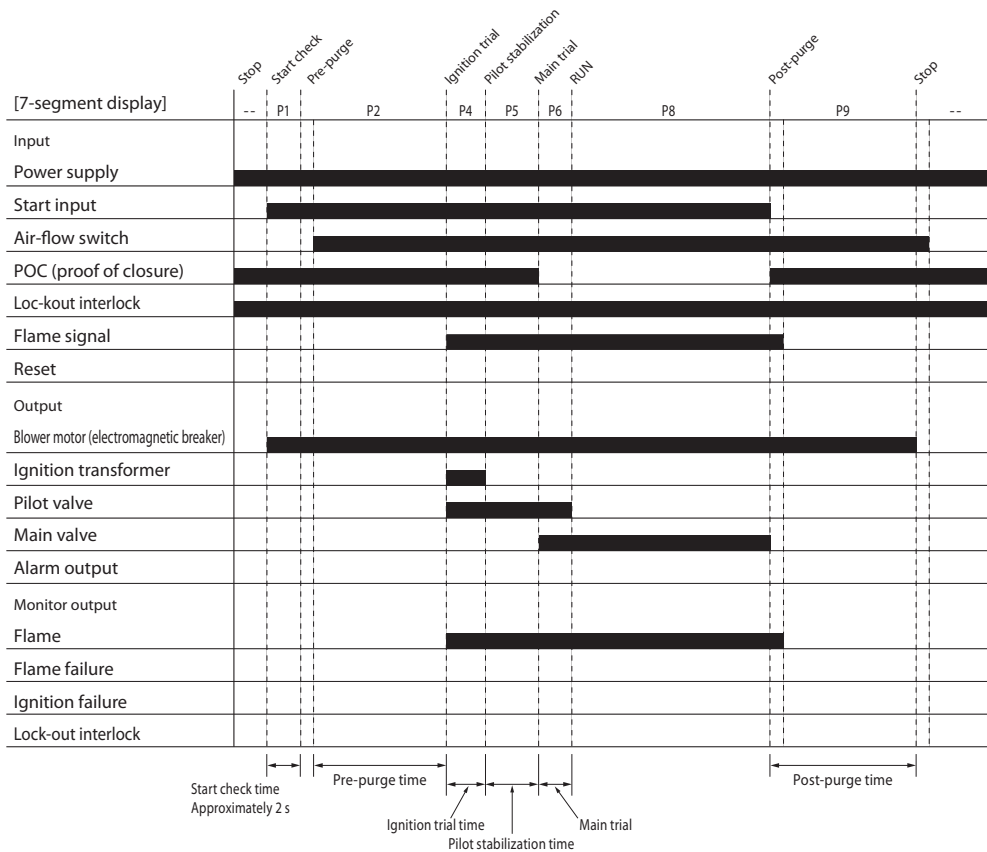 Stop
Start check
Pre-purge
Ignition trial
Pilot stabilization
Main trial
RUN
Post-purge
Stop
[7-segment display]
-- P1 P2 P4 P5 P6 P8 P9 --
Input
Power supply
Start input
Air-flow switch
POC (proof of closure)
Loc-kout interlock
Flame signal
Reset
Output
Blower motor (electromagnetic breaker)
Ignition transformer
Pilot valve
Main valve
Alarm output
Monitor output
Flame
Flame failure
Ignition failure
Lock-out interlock
Start check time
Approximately 2 s
Pre-purge time
Ignition trial time
Pilot stabilization time
Main trial
Post-purge time